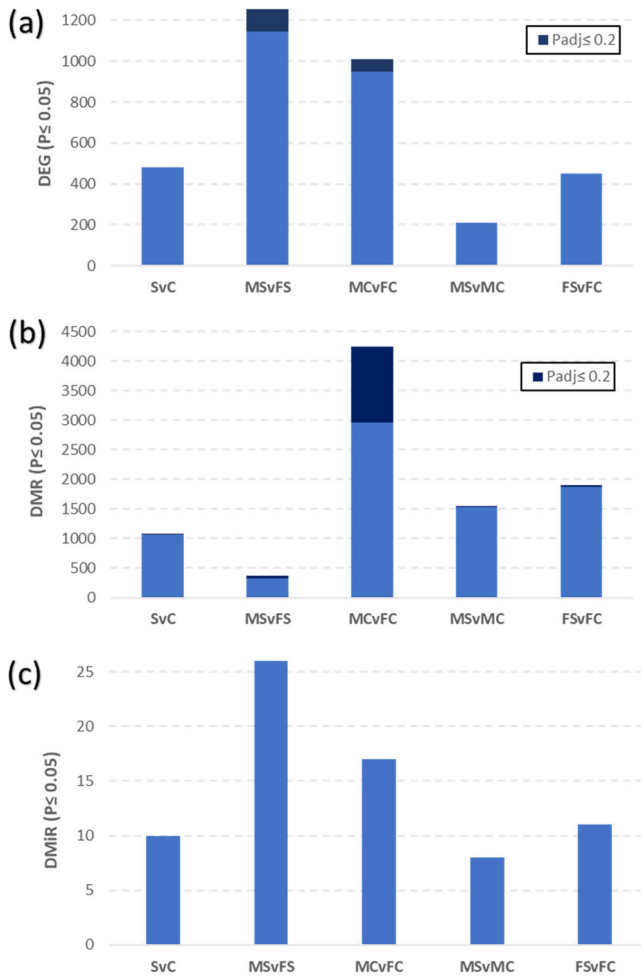 (a)
DEG (P≤ 0.05)
1200
1000
800
600
400
200
0
Padj≤ 0.2
SvC MSvFS MCvFC MSvMC FSvFC
(b)
DMR (P≤ 0.05)
4500
4000
3500
3000
2500
2000
1500
1000
500
0
Padj≤ 0.2
SvC MSvFS MCvFC MSvMC FSvFC
(c)
DMiR (P≤ 0.05)
25
20
15
10
5
0
SvC MSvFS MCvFC MSvMC FSvFC